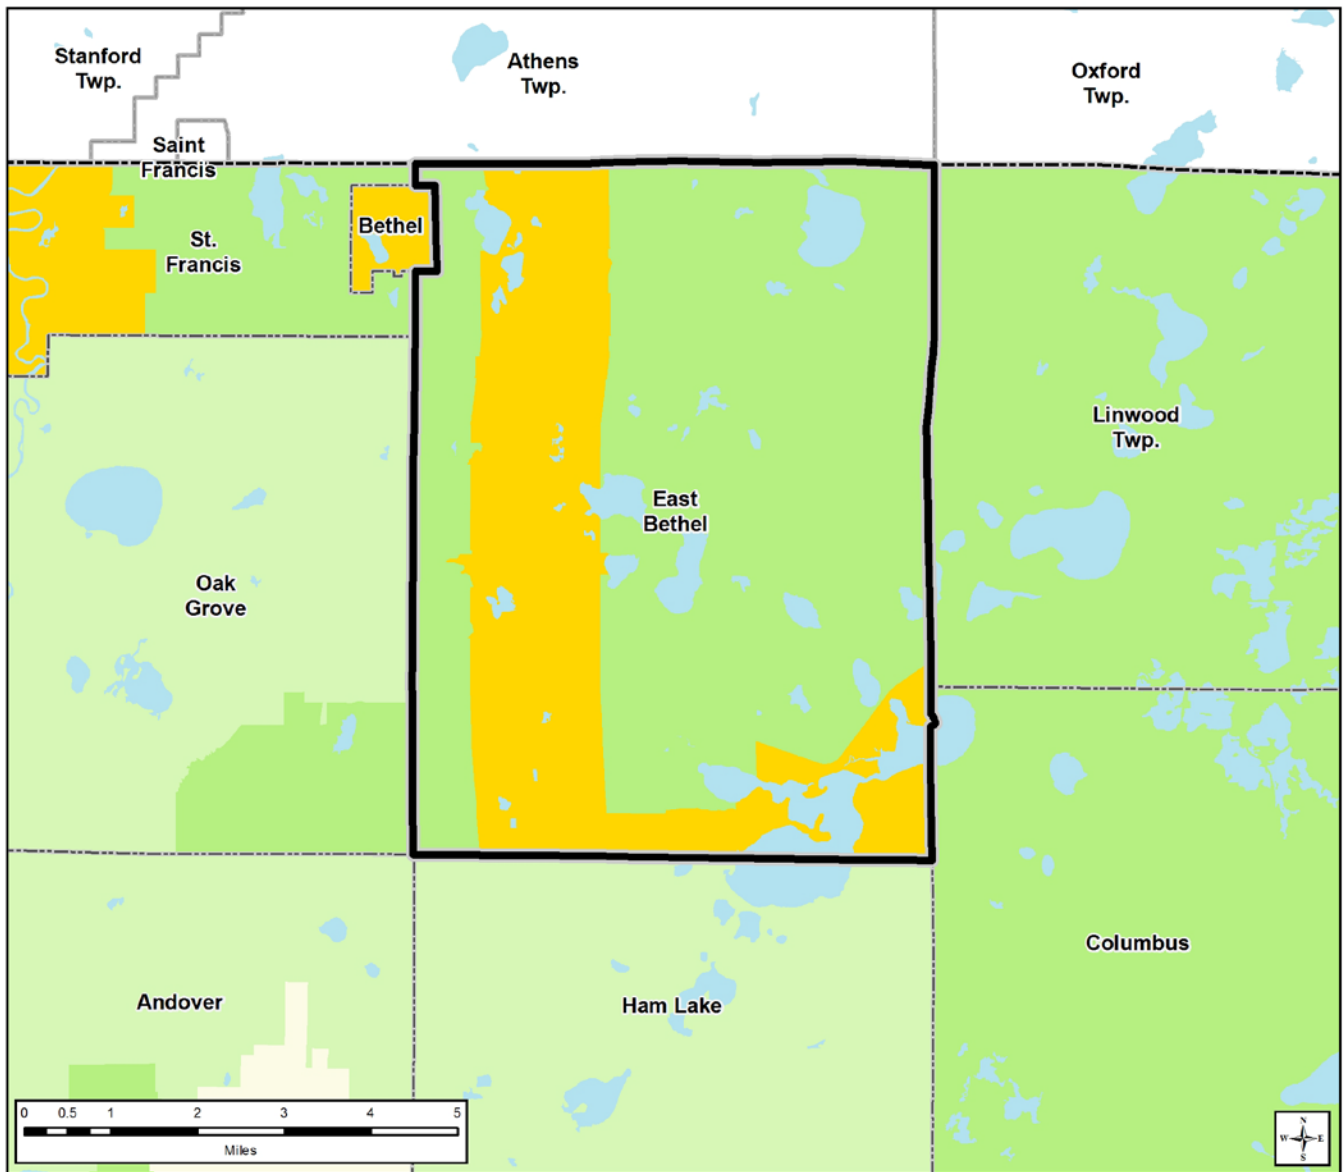 Stanford
Twp.
Athens
Twp.
Oxford
Twp.
Saint
Francis
Bethel
St.
Francis
Linwood
Twp.
East
Bethel
Oak
Grove
Columbus
Andover
Ham Lake
0 0.5 1 2 3 4 5
Miles
N
W E
S